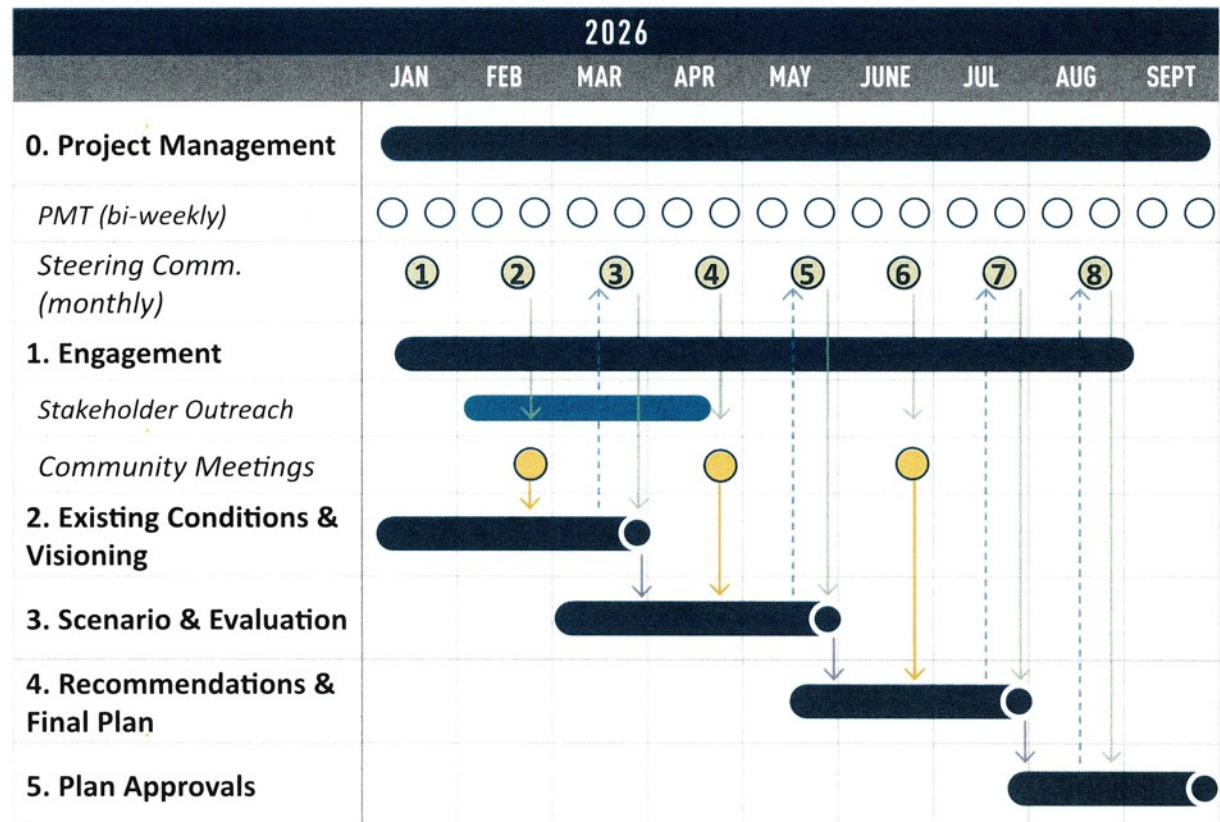 2026
JAN FEB MAR APR MAY JUNE JUL AUG SEPT
0. Project Management
PMT (bi-weekly)
Steering Comm.
(monthly)
1 2 3 4 5 6 7 8
1. Engagement
Stakeholder Outreach
Community Meetings
2. Existing Conditions &
Visioning
3. Scenario & Evaluation
4. Recommendations &
Final Plan
5. Plan Approvals